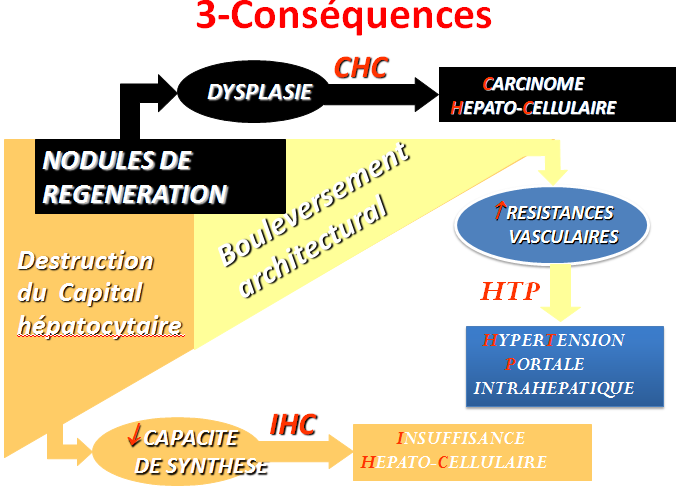 3-Conséquences
CHC
DYSPLASIE
CARCINOME
HEPATO-CELLULAIRE
NODULES DE
REGENERATION
Bouleversement
architectural
↑RESISTANCES
VASCULAIRES
Destruction
du Capital
hépatocytaire
HTP
HYPERTENSION
PORTALE
INTRAHEPATIQUE
↓CAPACITE
DE SYNTHESE
IHC
INSUFFISANCE
HEPATO-CELLULAIRE